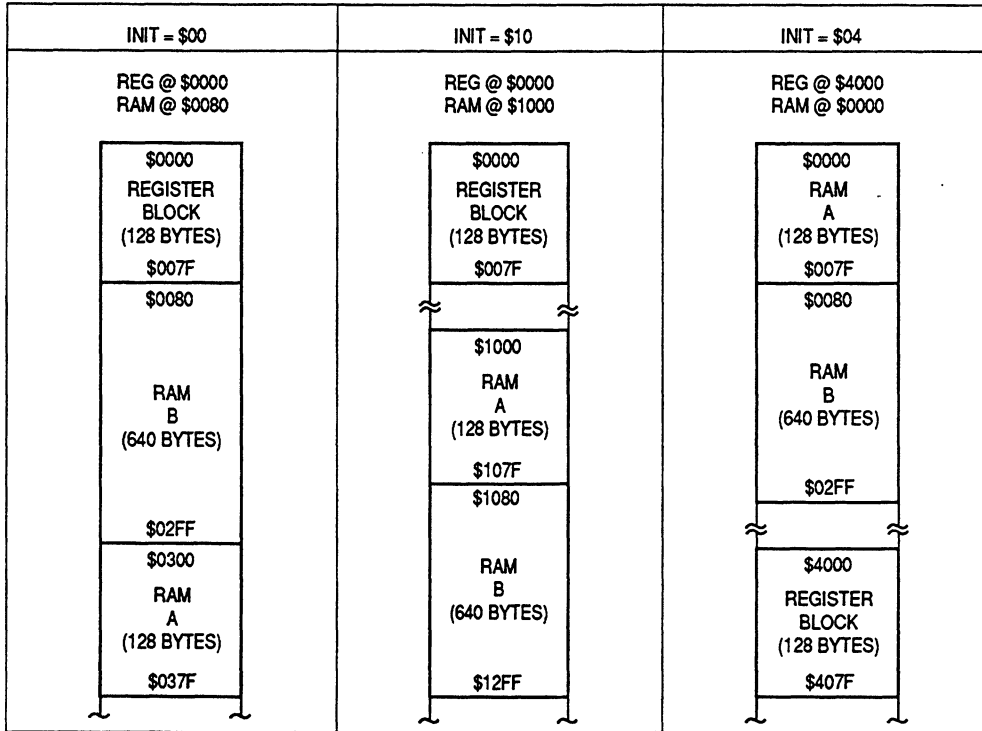 INIT = $00
REG @ $0000
RAM @ $0080
$0000
REGISTER
BLOCK
(128 BYTES)
$007F
$0080
RAM
B
(640 BYTES)
$02FF
$0300
RAM
A
(128 BYTES)
$037F
INIT = $10
REG @ $0000
RAM @ $1000
$0000
REGISTER
BLOCK
(128 BYTES)
$007F
$1000
RAM
A
(128 BYTES)
$107F
$1080
RAM
B
(640 BYTES)
$12FF
INIT = $04
REG @ $4000
RAM @ $0000
$0000
RAM
A
(128 BYTES)
$007F
$0080
RAM
B
(640 BYTES)
$02FF
$4000
REGISTER
BLOCK
(128 BYTES)
$407F